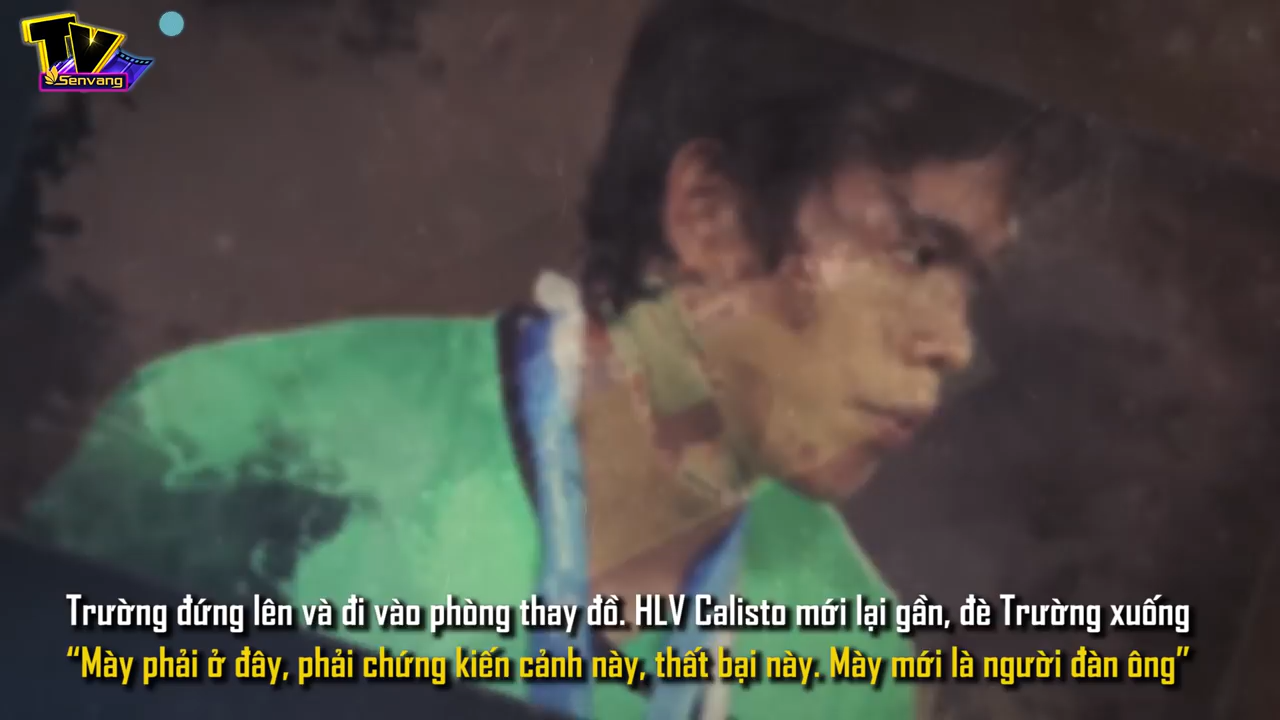 TV
Senvang
Trường đứng lên và đi vào phòng thay đồ. HLV Calisto mới lại gần, đè Trường xuống
“Mày phải ở đây, phải chứng kiến cảnh này, thất bại này. Mày mới là người đàn ông”